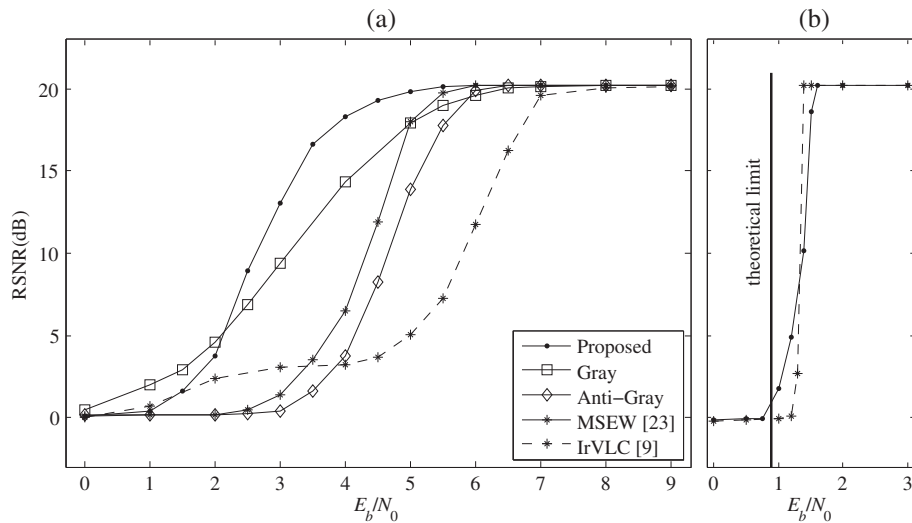 (a)
(b)
RSNR(dB)
20
15
10
5
0
Proposed
Gray
Anti−Gray
MSEW [23]
IrVLC [9]
0 1 2 3 4 5 6 7 8 9
E_b/N_0
theoretical limit
0 1 2 3
E_b/N_0